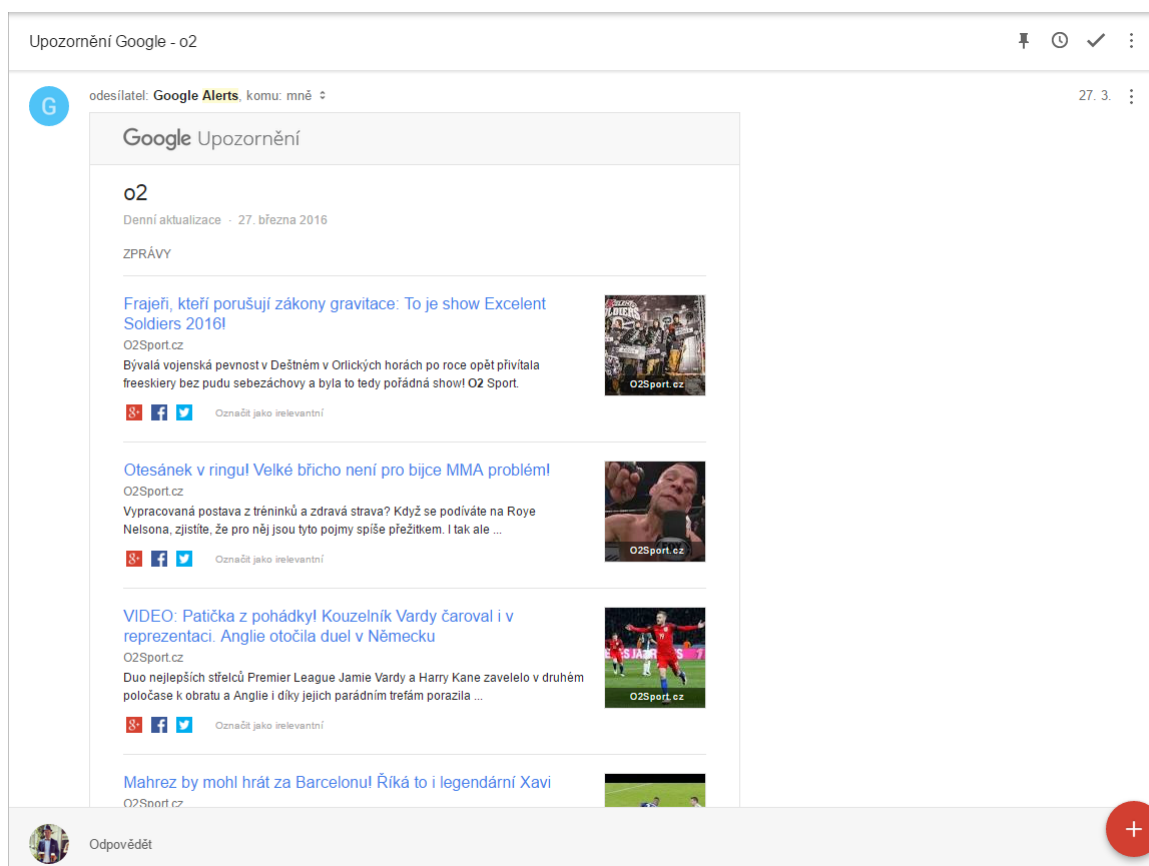 Upozornění Google - o2
G
odesílatel: Google Alerts, komu: mně
27. 3.
Google Upozornění
o2
Denní aktualizace · 27. března 2016
ZPRÁVY
Frajeři, kteří porušují zákony gravitace: To je show Excelent
Soldiers 2016!
O2Sport.cz
Bývalá vojenská pevnost v Deštném v Orlických horách po roce opět přivítala
freeskiery bez pudu sebezáchovy a byla to tedy pořádná show! O2 Sport.
O2Sport.cz
Označit jako irelevantní
Otesánek v ringu! Velké břicho není pro bijce MMA problém!
O2Sport.cz
Vypracovaná postava z tréninků a zdravá strava? Když se podíváte na Roye
Nelsona, zjistíte, že pro něj jsou tyto pojmy spíše přežitkem. I tak ale ...
O2Sport.cz
Označit jako irelevantní
VIDEO: Patička z pohádky! Kouzelník Vardy čaroval i v
reprezentaci. Anglie otočila duel v Německu
O2Sport.cz
Duo nejlepších střelců Premier League Jamie Vardy a Harry Kane zavelelo v druhém
poločase k obratu a Anglie i díky jejich parádním trefám porazila ...
O2Sport.cz
Označit jako irelevantní
Mahrez by mohl hrát za Barcelonu! Říká to i legendární Xavi
O2Sport.cz
Odpovědět